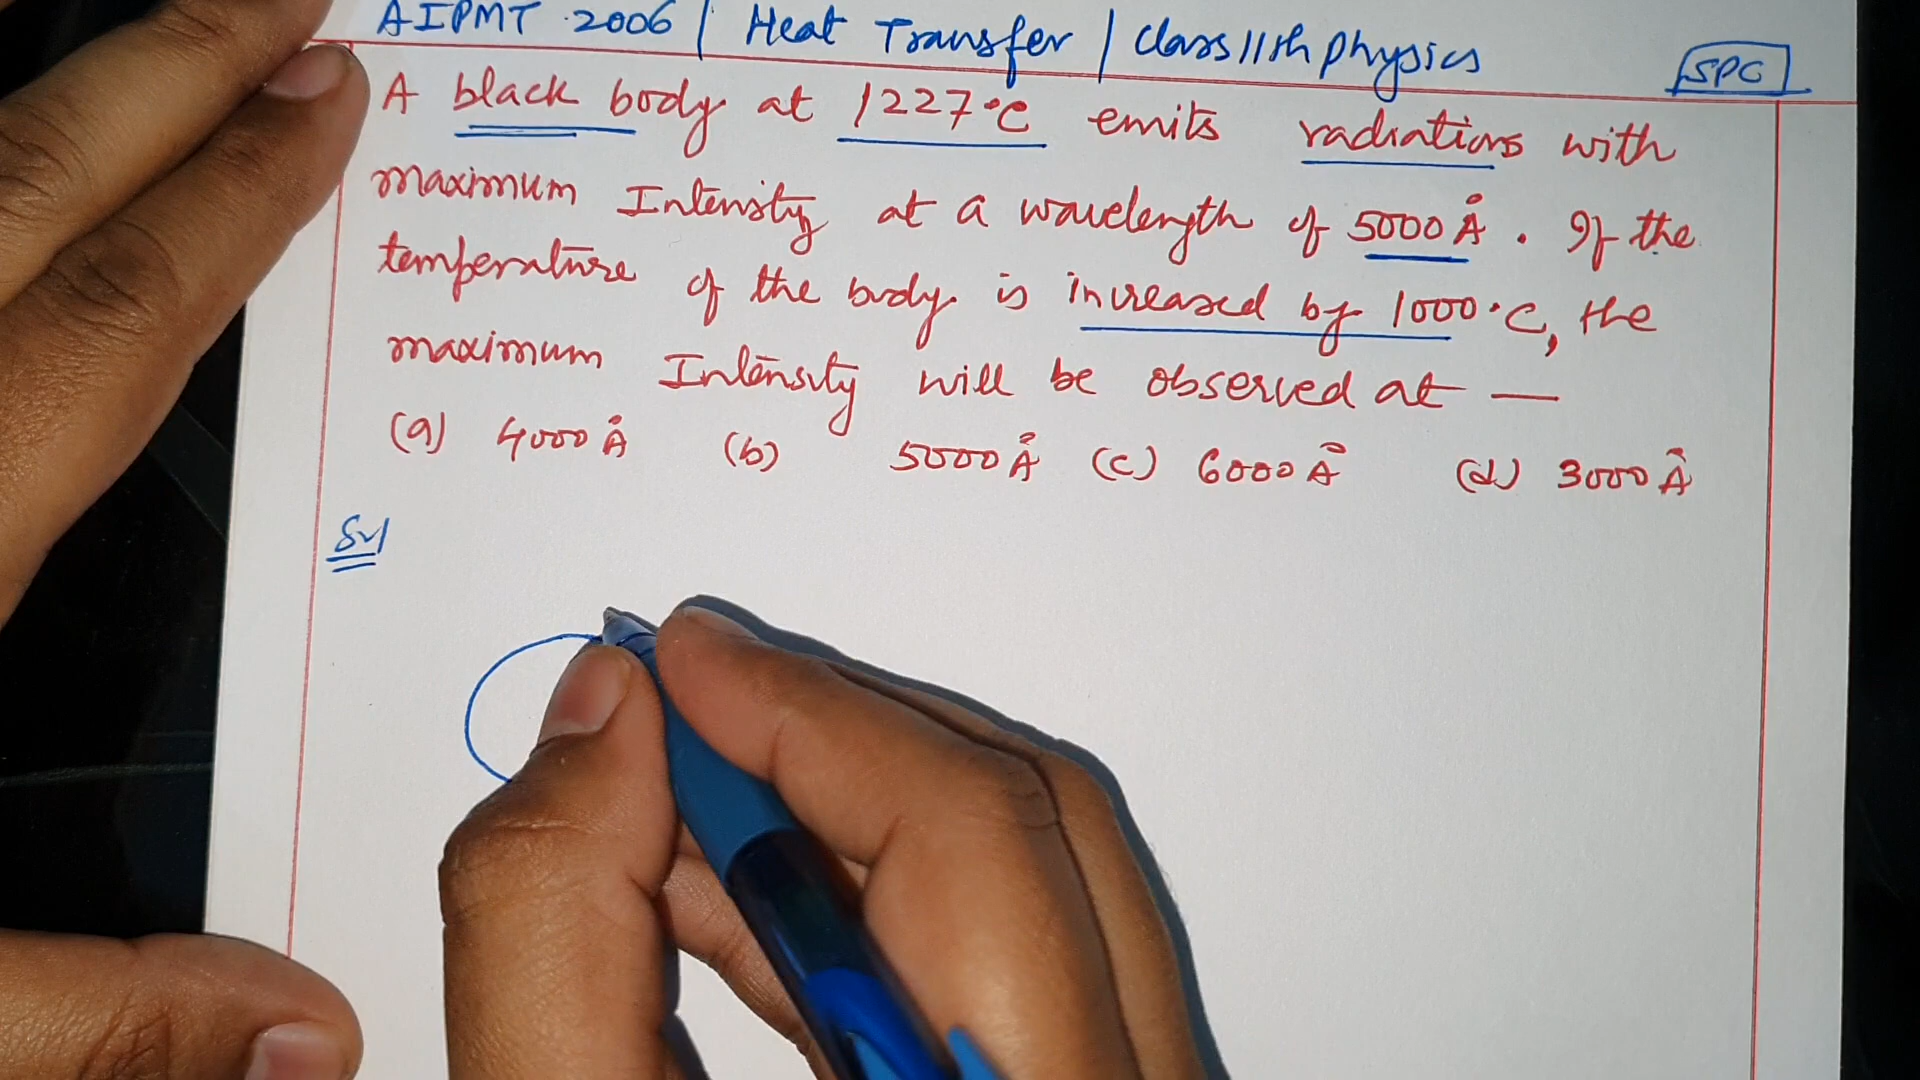 AIPMT 2006 | Heat Transfer | Class 11th physics
SPC
A black body at 1227°C emits radiations with
maximum Intensity at a wavelength of 5000 Å. If the
temperature of the body is increased by 1000°C, the
maximum Intensity will be observed at —
(a) 4000 Å (b) 5000 Å (c) 6000 Å (d) 3000 Å
Sol